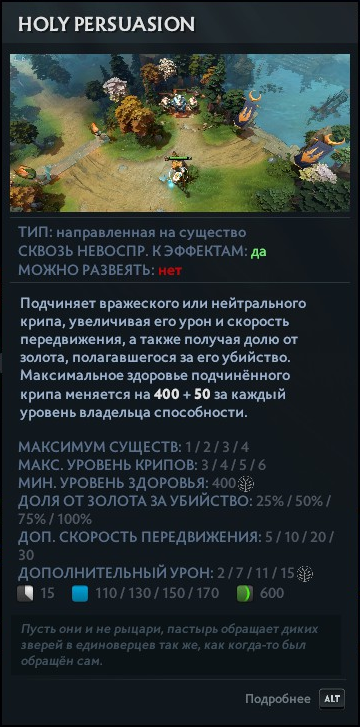 HOLY PERSUASION
ТИП: направленная на существо
СКВОЗЬ НЕВОСПР. К ЭФФЕКТАМ: да
МОЖНО РАЗВЕЯТЬ: нет
Подчиняет вражеского или нейтрального
крипа, увеличивая его урон и скорость
передвижения, а также получая долю от
золота, полагавшегося за его убийство.
Максимальное здоровье подчинённого
крипа меняется на 400 + 50 за каждый
уровень владельца способности.
МАКСИМУМ СУЩЕСТВ: 1 / 2 / 3 / 4
МАКС. УРОВЕНЬ КРИПОВ: 3 / 4 / 5 / 6
МИН. УРОВЕНЬ ЗДОРОВЬЯ: 400
ДОЛЯ ОТ ЗОЛОТА ЗА УБИЙСТВО: 25% / 50% /
75% / 100%
ДОП. СКОРОСТЬ ПЕРЕДВИЖЕНИЯ: 5 / 10 / 20 /
30
ДОПОЛНИТЕЛЬНЫЙ УРОН: 2 / 7 / 11 / 15
15 110 / 130 / 150 / 170 600
Пусть они и не рыцари, пастырь обращает диких
зверей в единоверцев так же, как когда-то был
обращён сам.
Подробнее ALT